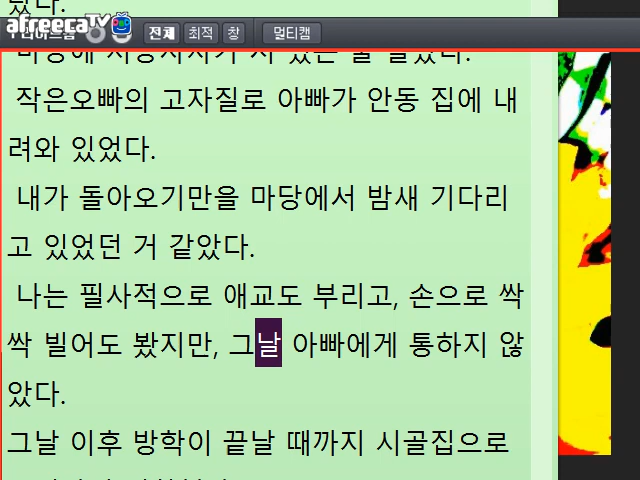 afreecaTV
전체 최적 창 멀티캠
작은오빠의 고자질로 아빠가 안동 집에 내
려와 있었다.
내가 돌아오기만을 마당에서 밤새 기다리
고 있었던 거 같았다.
나는 필사적으로 애교도 부리고, 손으로 싹
싹 빌어도 봤지만, 그날 아빠에게 통하지 않
았다.
그날 이후 방학이 끝날 때까지 시골집으로